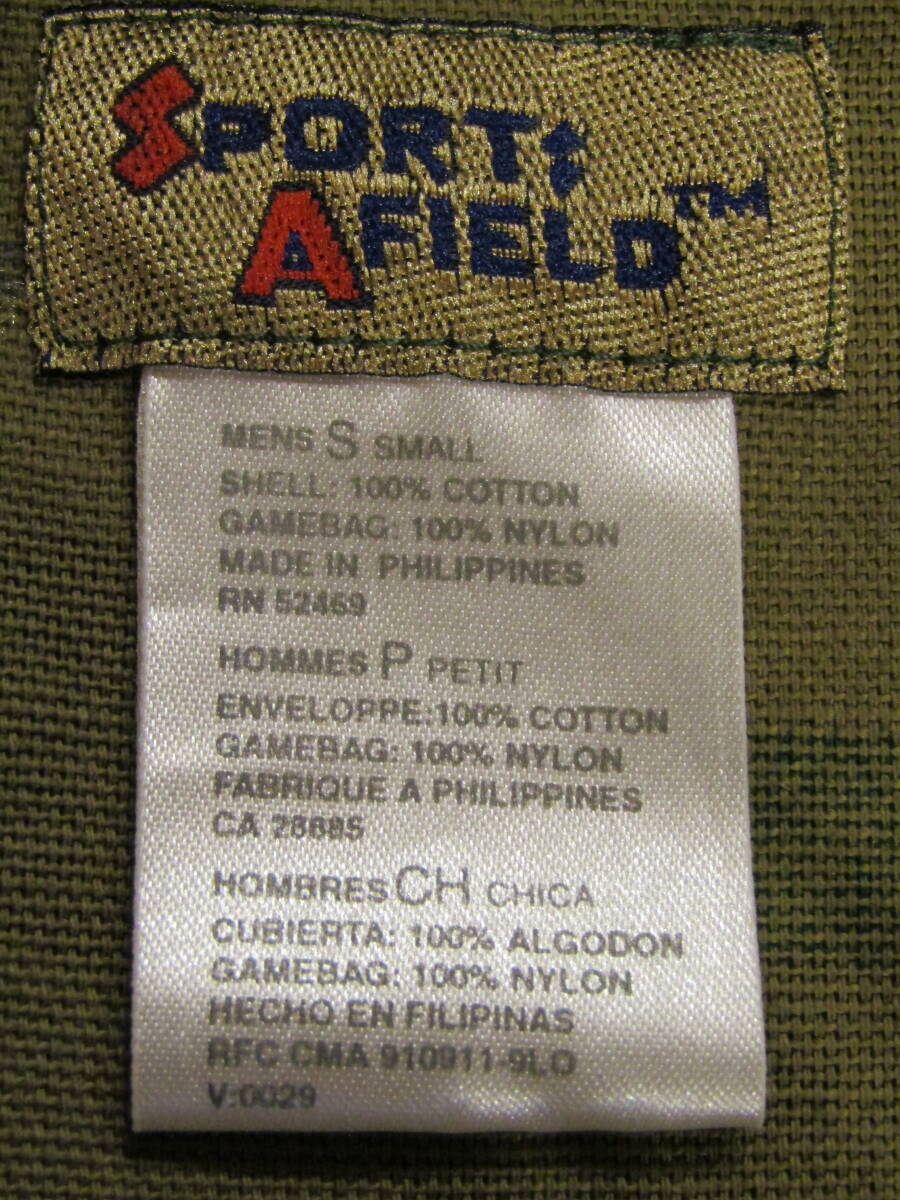 SPORTS
AFIELD™
MENS S SMALL
SHELL: 100% COTTON
GAMEBAG: 100% NYLON
MADE IN PHILIPPINES
RN 52469
HOMMES P PETIT
ENVELOPPE:100% COTTON
GAMEBAG: 100% NYLON
FABRIQUE A PHILIPPINES
CA 28885
HOMBRES CH CHICA
CUBIERTA: 100% ALGODON
GAMEBAG: 100% NYLON
HECHO EN FILIPINAS
RFC CMA 910911-9LO
V:0029